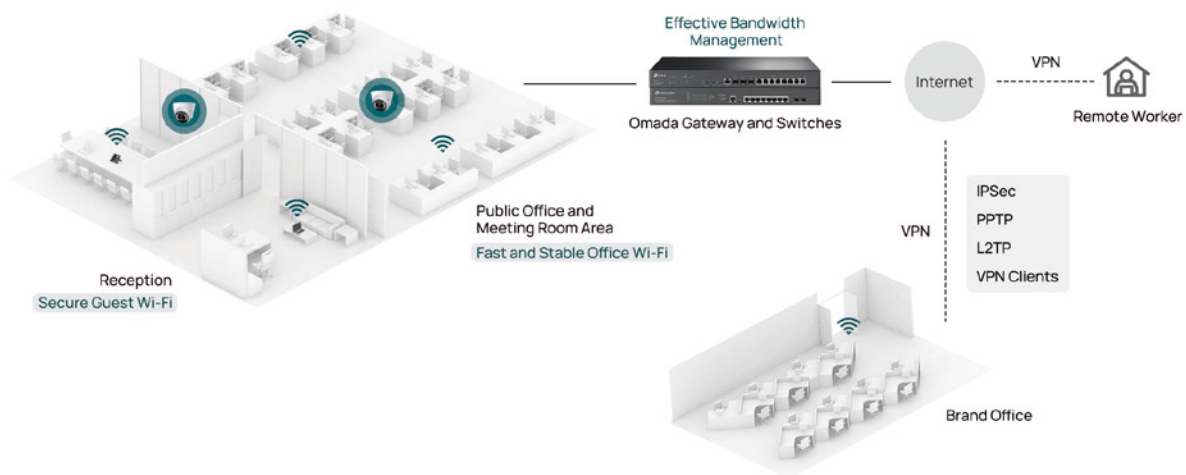 Effective Bandwidth
Management
Omada Gateway and Switches
Internet
VPN
Remote Worker
Public Office and
Meeting Room Area
Fast and Stable Office Wi-Fi
Reception
Secure Guest Wi-Fi
VPN
IPSec
PPTP
L2TP
VPN Clients
Brand Office